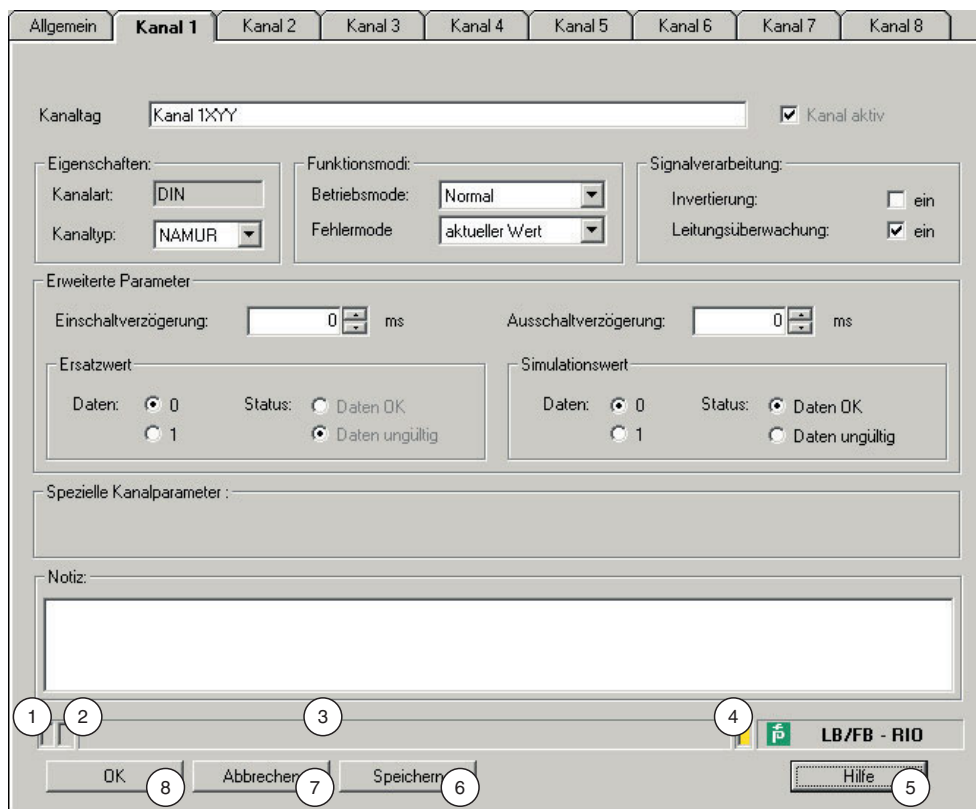 Allgemein Kanal 1 Kanal 2 Kanal 3 Kanal 4 Kanal 5 Kanal 6 Kanal 7 Kanal 8
Kanaltag Kanal 1XYY Kanal aktiv
Eigenschaften: Funktionsmodi: Signalverarbeitung:
Kanalart: DIN Betriebsmode: Normal Invertierung: ein
Kanaltyp: NAMUR Fehlermode aktueller Wert Leitungsüberwachung: ein
Erweiterte Parameter
Einschaltverzögerung: 0 ms Ausschaltverzögerung: 0 ms
Ersatzwert Simulationswert
Daten: 0 Status: Daten OK Daten: 0 Status: Daten OK
1 Daten ungültig 1 Daten ungültig
Spezielle Kanalparameter :
Notiz:
1 2 3 4 LB/FB - RIO
OK 8 Abbrechen 7 Speichern 6 Hilfe 5